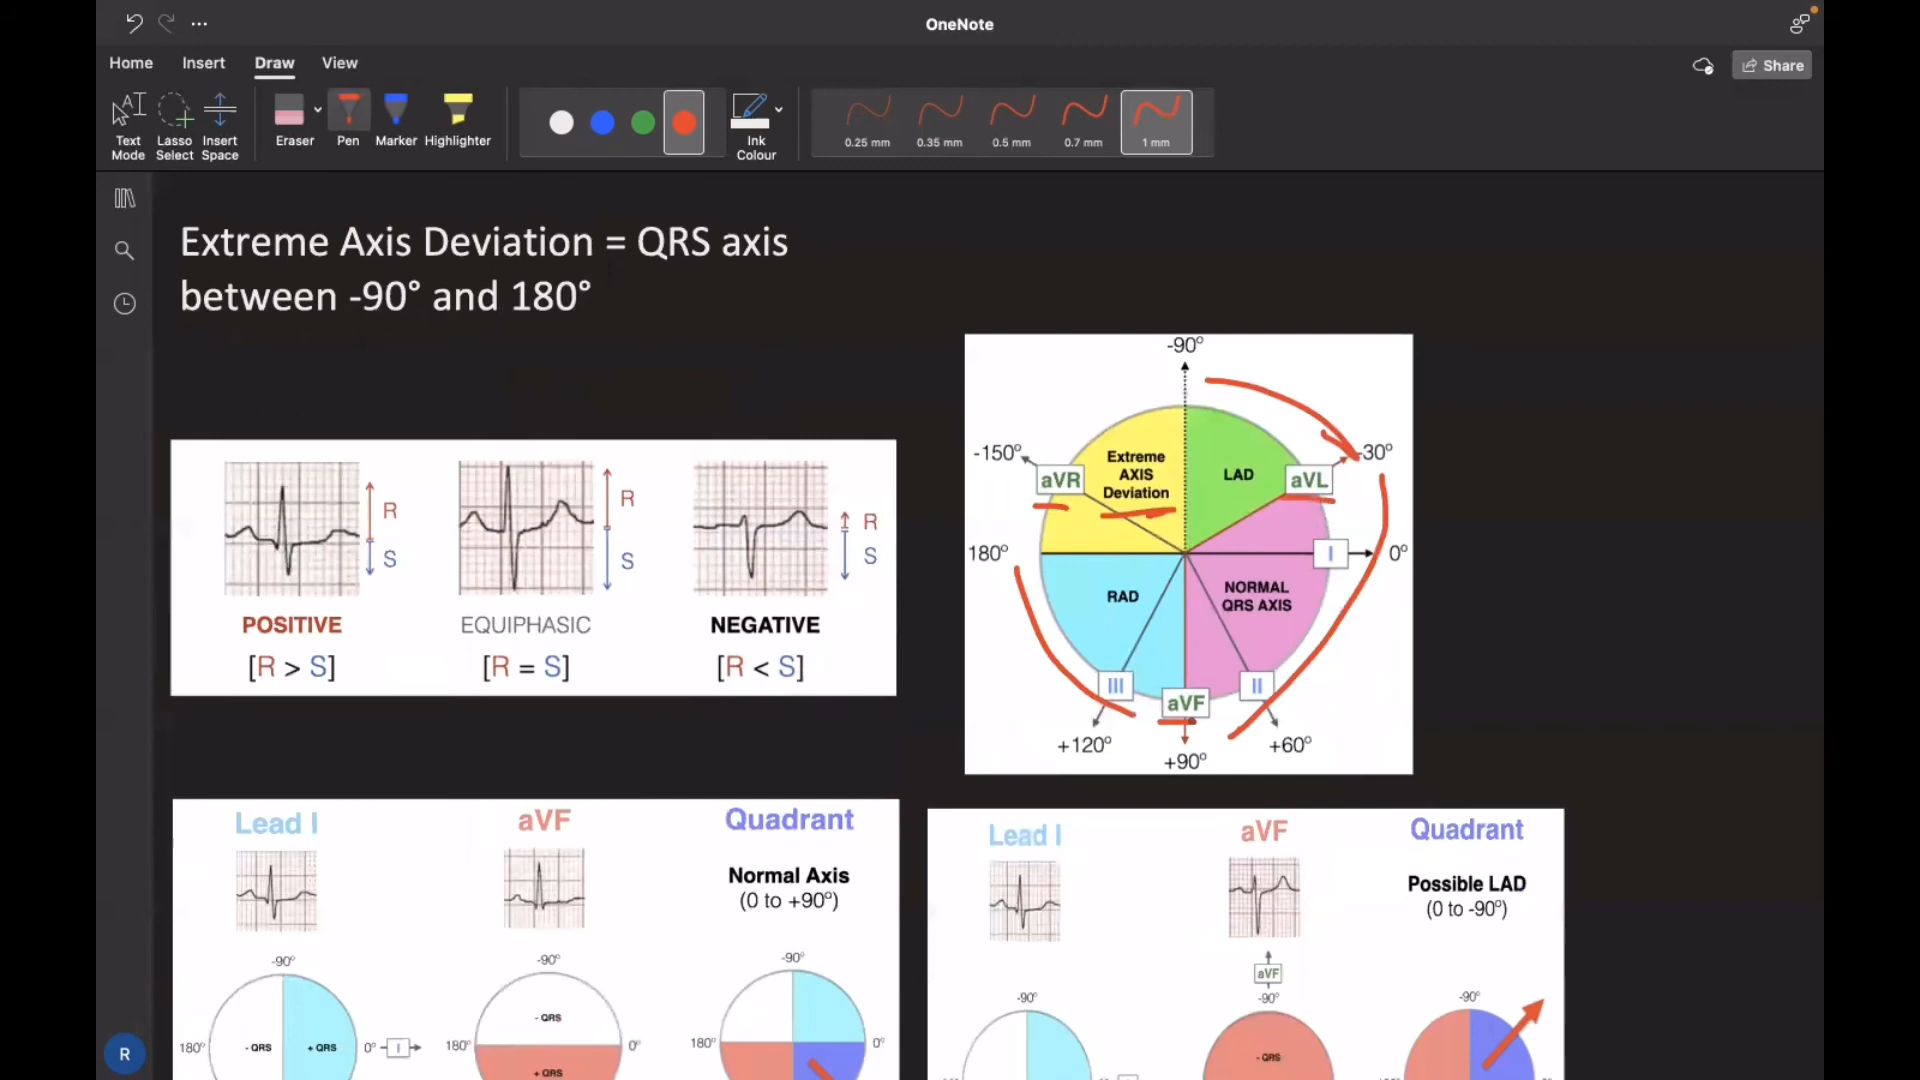 OneNote
Home Insert Draw View
Share
Text Mode
Lasso Select
Insert Space
Eraser
Pen
Marker
Highlighter
Ink Colour
0.25 mm
0.35 mm
0.5 mm
0.7 mm
1 mm
Extreme Axis Deviation = QRS axis
between -90° and 180°
R
S
R
S
R
S
POSITIVE
EQUIPHASIC
NEGATIVE
[R > S]
[R = S]
[R < S]
-90°
-150°
-30°
aVR
Extreme
AXIS
Deviation
LAD
aVL
180°
I
0°
RAD
NORMAL
QRS AXIS
III
aVF
II
+120°
+90°
+60°
Lead I
aVF
Quadrant
Normal Axis
(0 to +90°)
-90°
-90°
-90°
- QRS
180°
- QRS
+ QRS
0°
I
180°
0°
+ QRS
180°
0°
Lead I
aVF
Quadrant
Possible LAD
(0 to -90°)
aVF
-90°
-90°
-90°
- QRS
R